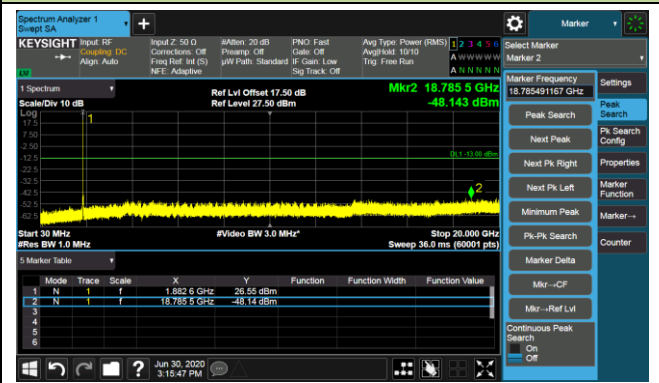 Spectrum Analyzer 1
Swept SA
+
Marker
KEYSIGHT
Input: RF
Coupling: DC
Align: Auto
Input Z: 50 Ω
Corrections: Off
Freq Ref: Int (S)
NFE: Adaptive
#Atten: 20 dB
Preamp: Off
µW Path: Standard
PNO: Fast
Gate: Off
IF Gain: Low
Sig Track: Off
Avg Type: Power (RMS)
Avg|Hold: 10/10
Trig: Free Run
1 2 3 4 5 6
A W W W W W
A N N N N N
LV
Select Marker
Marker 2
1 Spectrum
Scale/Div 10 dB
Ref Lvl Offset 17.50 dB
Ref Level 27.50 dBm
Mkr2 18.785 5 GHz
-48.143 dBm
Log
17.5
7.50
-2.50
-12.5
-22.5
-32.5
-42.5
-52.5
-62.5
1
DL1 -13.00 dBm
2
Start 30 MHz
#Res BW 1.0 MHz
#Video BW 3.0 MHz*
Stop 20.000 GHz
Sweep 36.0 ms (60001 pts)
5 Marker Table
Mode Trace Scale X Y Function Function Width Function Value
1 N 1 f 1.882 6 GHz 26.55 dBm
2 N 1 f 18.785 5 GHz -48.14 dBm
3
4
5
6
Marker Frequency
18.785491167 GHz
Peak Search
Next Peak
Next Pk Right
Next Pk Left
Minimum Peak
Pk-Pk Search
Marker Delta
Mkr→CF
Mkr→Ref Lvl
Continuous Peak
Search
On
Off
Settings
Peak
Search
Pk Search
Config
Properties
Marker
Function
Marker→
Counter
?
Jun 30, 2020
3:15:47 PM